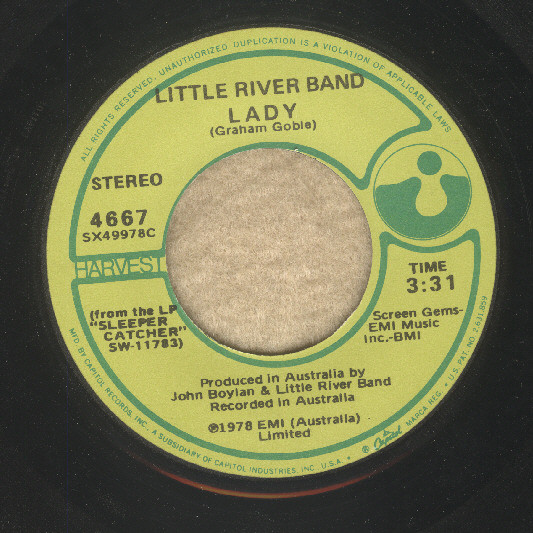 ALL RIGHTS RESERVED. UNAUTHORIZED DUPLICATION IS A VIOLATION OF APPLICABLE LAWS
LITTLE RIVER BAND
LADY
(Graham Goble)
STEREO
4667
SX49978C
HARVEST
TIME
3:31
(from the LP
"SLEEPER
CATCHER"
SW-11783)
Screen Gems-
EMI Music
Inc.-BMI
Produced in Australia by
John Boylan & Little River Band
Recorded in Australia
℗1978 EMI (Australia)
Limited
MFD. BY CAPITOL RECORDS, INC., A SUBSIDIARY OF CAPITOL INDUSTRIES, INC. U.S.A. • ® Capitol MARCA REG. • U.S. PAT. NO. 2,631,859